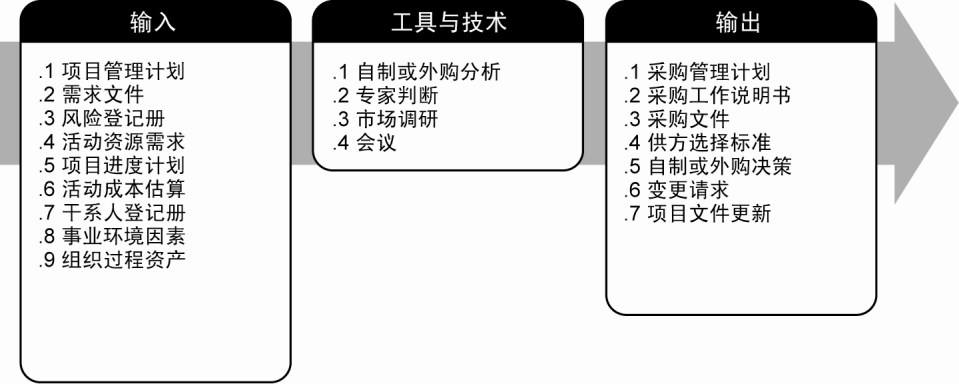 输入
.1 项目管理计划
.2 需求文件
.3 风险登记册
.4 活动资源需求
.5 项目进度计划
.6 活动成本估算
.7 干系人登记册
.8 事业环境因素
.9 组织过程资产
工具与技术
.1 自制或外购分析
.2 专家判断
.3 市场调研
.4 会议
输出
.1 采购管理计划
.2 采购工作说明书
.3 采购文件
.4 供方选择标准
.5 自制或外购决策
.6 变更请求
.7 项目文件更新